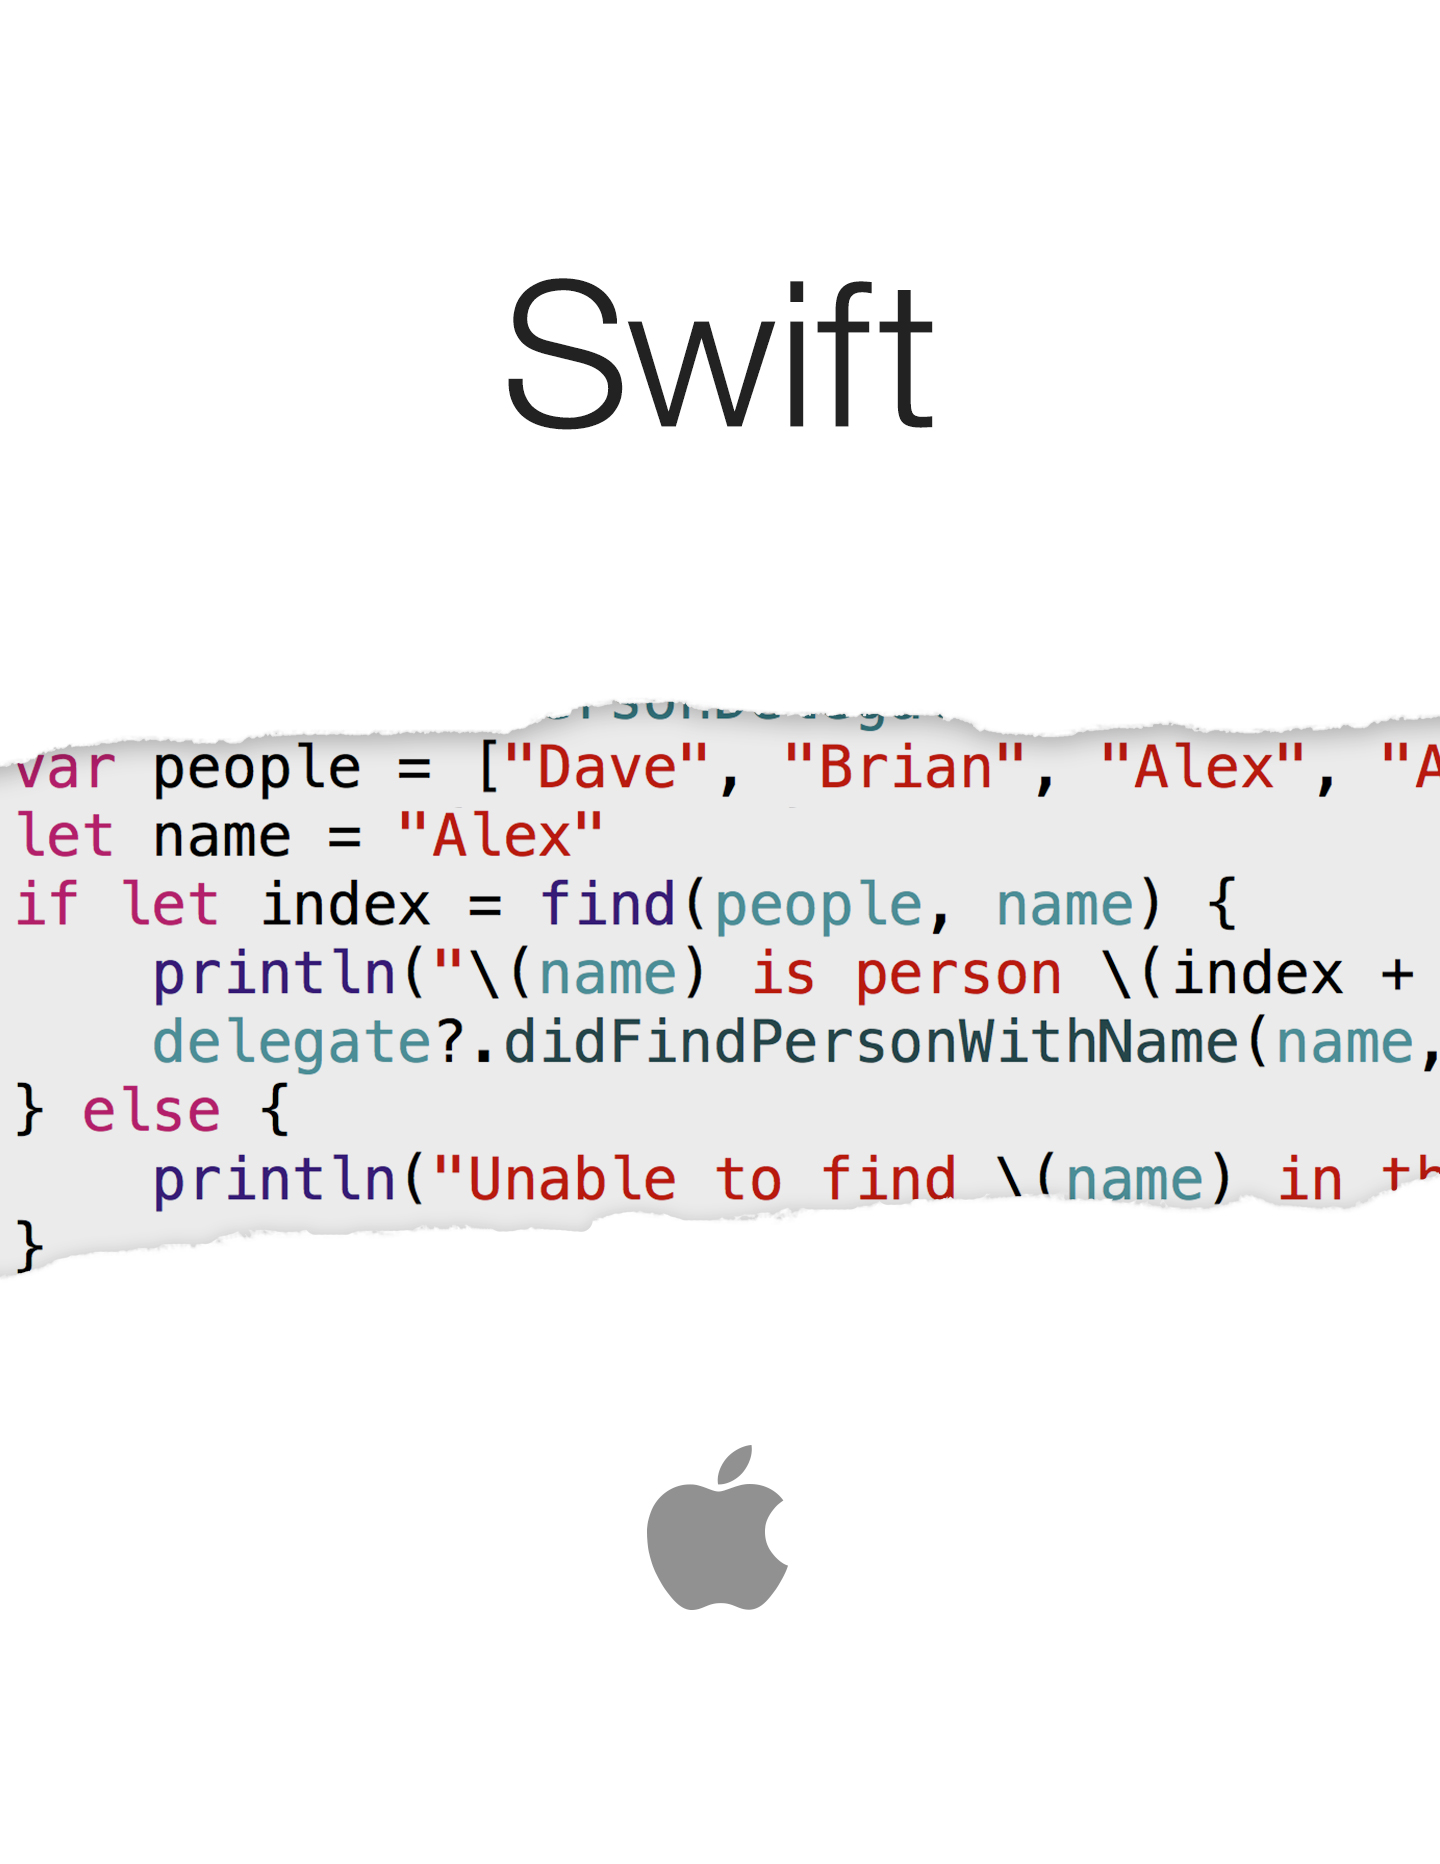 Swift
var people = ["Dave", "Brian", "Alex", "A
let name = "Alex"
if let index = find(people, name) {
    println("\(name) is person \(index +
    delegate?.didFindPersonWithName(name,
} else {
    println("Unable to find \(name) in th
}